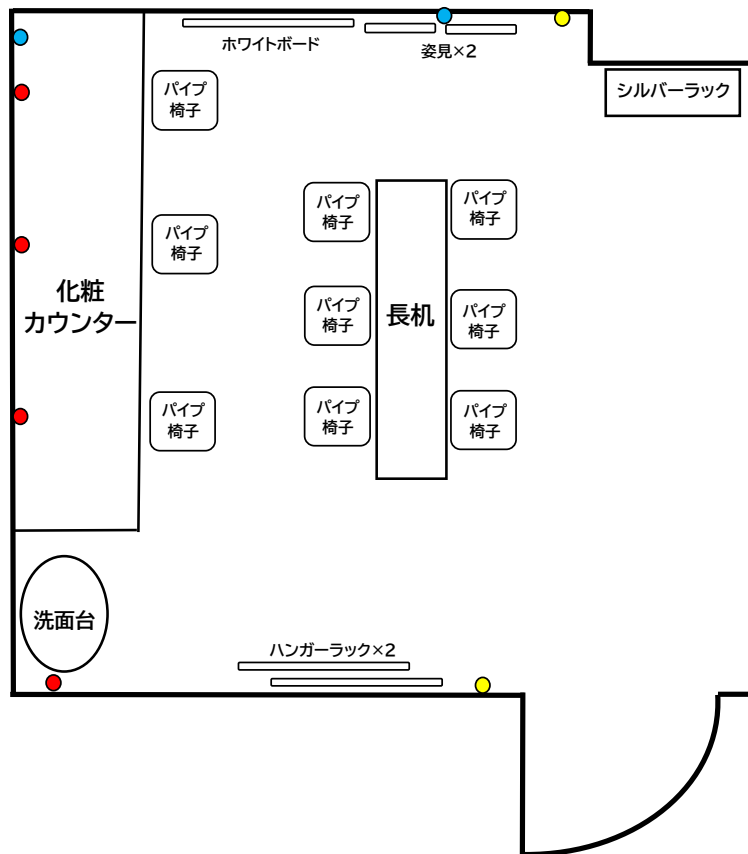 ホワイトボード
姿見×2
シルバーラック
パイプ
椅子
パイプ
椅子
パイプ
椅子
パイプ
椅子
化粧
カウンター
パイプ
椅子
長机
パイプ
椅子
パイプ
椅子
パイプ
椅子
パイプ
椅子
洗面台
ハンガーラック×2